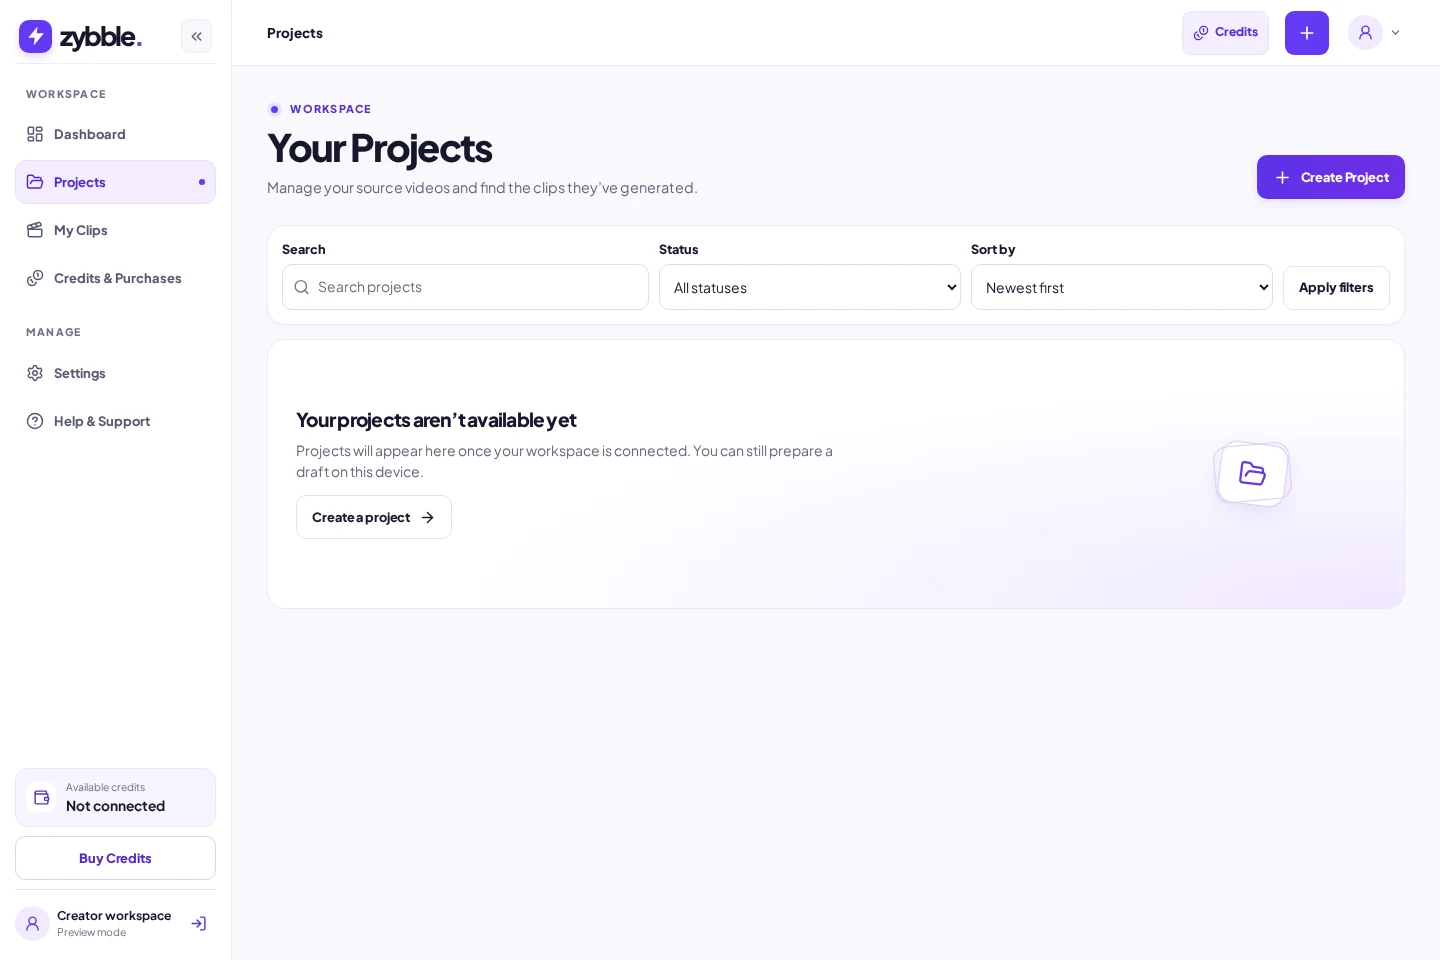 zybble.
WORKSPACE
Dashboard
Projects
My Clips
Credits & Purchases
MANAGE
Settings
Help & Support
Available credits
Not connected
Buy Credits
Creator workspace
Preview mode
Projects
Credits
WORKSPACE
Your Projects
Manage your source videos and find the clips they’ve generated.
Create Project
Search
Status
Sort by
Search projects
All statuses
Newest first
Apply filters
Your projects aren’t available yet
Projects will appear here once your workspace is connected. You can still prepare a
draft on this device.
Create a project